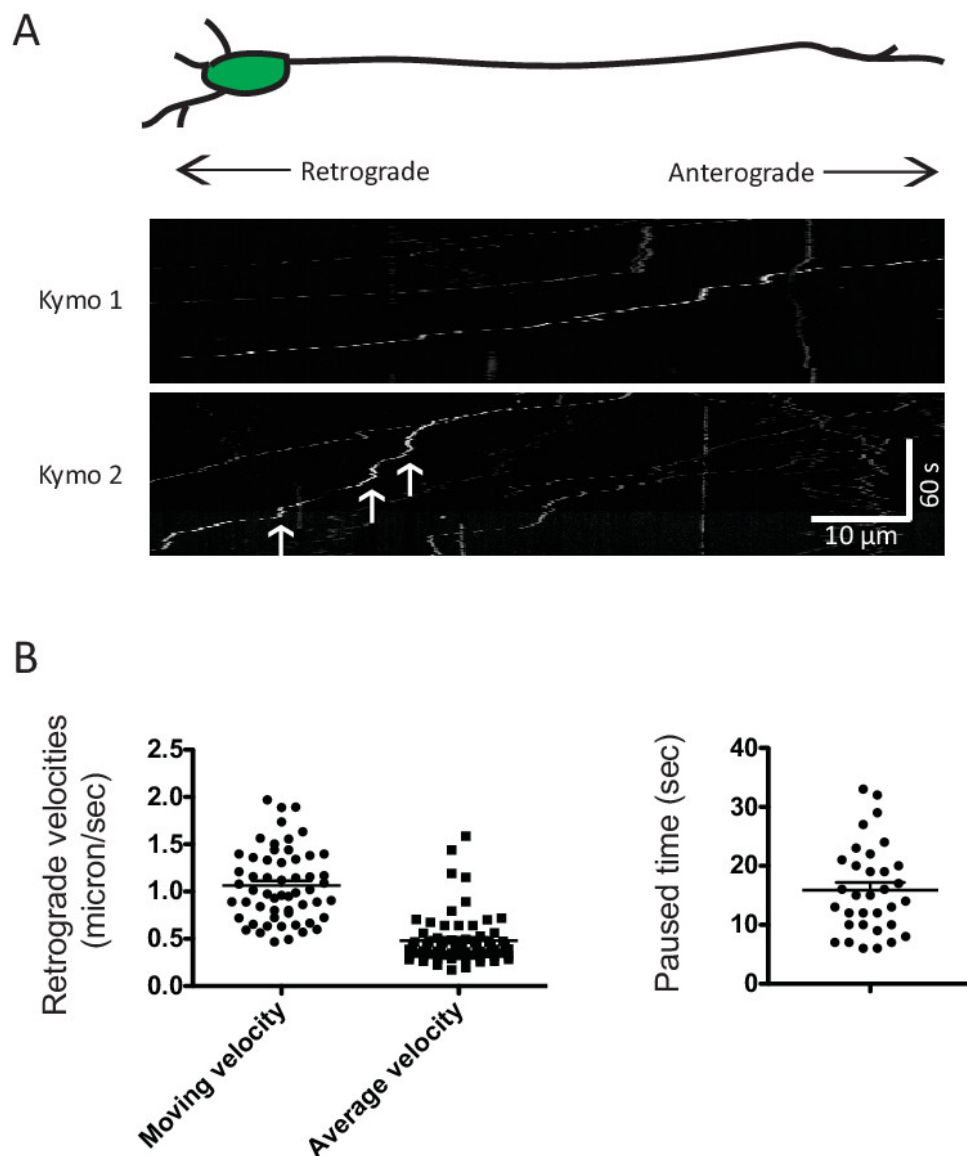 A
Retrograde
Anterograde
Kymo 1
Kymo 2
60 s
10 µm
B
Retrograde velocities
(micron/sec)
2.5
2.0
1.5
1.0
0.5
0.0
Moving velocity
Average velocity
Paused time (sec)
40
30
20
10
0